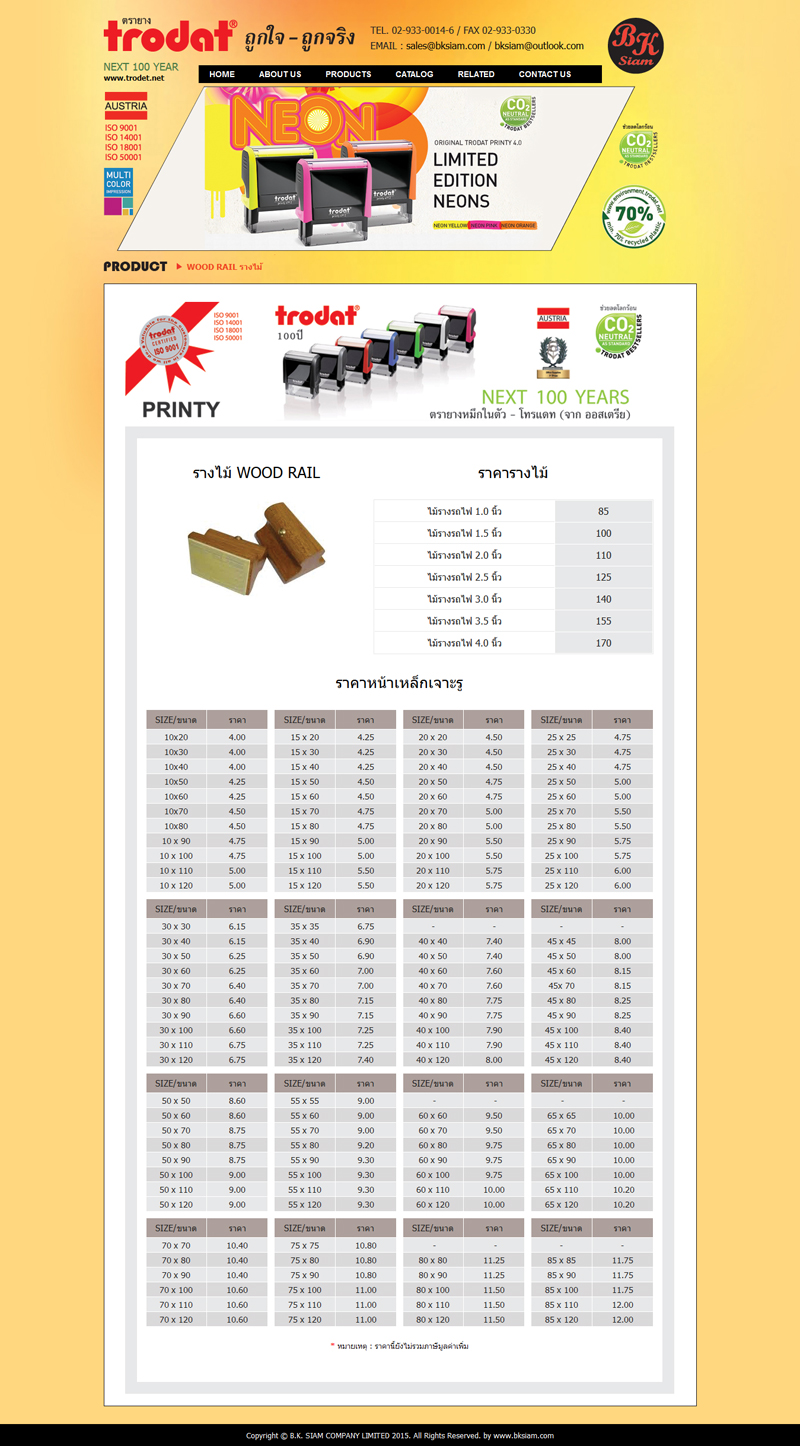 ตรายาง
trodat® ถูกใจ - ถูกจริง
TEL. 02-933-0014-6 / FAX 02-933-0330
EMAIL : sales@bksiam.com / bksiam@outlook.com
BK
Siam
NEXT 100 YEAR
www.trodet.net
HOME ABOUT US PRODUCTS CATALOG RELATED CONTACT US
AUSTRIA
ISO 9001
ISO 14001
ISO 18001
ISO 50001
MULTI
COLOR
IMPRESSION
NEON
trodat
trodat
trodat
CO2
NEUTRAL
AS STANDARD
TRODAT BESTSELLERS
ORIGINAL TRODAT PRINTY 4.0
LIMITED
EDITION
NEONS
NEON YELLOW NEON PINK NEON ORANGE
ช่วยลดโลกร้อน
CO2
NEUTRAL
AS STANDARD
TRODAT BESTSELLERS
www.environment.trodat.net
70%
min. 70% recycled plastic
PRODUCT WOOD RAIL รางไม้
trodat
CERTIFIED
ISO 9001
ISO 9001
ISO 14001
ISO 18001
ISO 50001
PRINTY
trodat®
100ปี
AUSTRIA
ช่วยลดโลกร้อน
CO2
NEUTRAL
AS STANDARD
TRODAT BESTSELLERS
NEXT 100 YEARS
ตรายางหมึกในตัว - โทรแดท (จาก ออสเตรีย)
รางไม้ WOOD RAIL
ราคารางไม้
ไม้รางรถไฟ 1.0 นิ้ว 85
ไม้รางรถไฟ 1.5 นิ้ว 100
ไม้รางรถไฟ 2.0 นิ้ว 110
ไม้รางรถไฟ 2.5 นิ้ว 125
ไม้รางรถไฟ 3.0 นิ้ว 140
ไม้รางรถไฟ 3.5 นิ้ว 155
ไม้รางรถไฟ 4.0 นิ้ว 170
ราคาหน้าเหล็กเจาะรู
SIZE/ขนาด ราคา SIZE/ขนาด ราคา SIZE/ขนาด ราคา SIZE/ขนาด ราคา
10x20 4.00 15 x 20 4.25 20 x 20 4.50 25 x 25 4.75
10x30 4.00 15 x 30 4.25 20 x 30 4.50 25 x 30 4.75
10x40 4.00 15 x 40 4.25 20 x 40 4.50 25 x 40 4.75
10x50 4.25 15 x 50 4.50 20 x 50 4.75 25 x 50 5.00
10x60 4.25 15 x 60 4.50 20 x 60 4.75 25 x 60 5.00
10x70 4.50 15 x 70 4.75 20 x 70 5.00 25 x 70 5.50
10x80 4.50 15 x 80 4.75 20 x 80 5.00 25 x 80 5.50
10 x 90 4.75 15 x 90 5.00 20 x 90 5.50 25 x 90 5.75
10 x 100 4.75 15 x 100 5.00 20 x 100 5.50 25 x 100 5.75
10 x 110 5.00 15 x 110 5.50 20 x 110 5.75 25 x 110 6.00
10 x 120 5.00 15 x 120 5.50 20 x 120 5.75 25 x 120 6.00
SIZE/ขนาด ราคา SIZE/ขนาด ราคา SIZE/ขนาด ราคา SIZE/ขนาด ราคา
30 x 30 6.15 35 x 35 6.75 - - - -
30 x 40 6.15 35 x 40 6.90 40 x 40 7.40 45 x 45 8.00
30 x 50 6.25 35 x 50 6.90 40 x 50 7.40 45 x 50 8.00
30 x 60 6.25 35 x 60 7.00 40 x 60 7.60 45 x 60 8.15
30 x 70 6.40 35 x 70 7.00 40 x 70 7.60 45x 70 8.15
30 x 80 6.40 35 x 80 7.15 40 x 80 7.75 45 x 80 8.25
30 x 90 6.60 35 x 90 7.15 40 x 90 7.75 45 x 90 8.25
30 x 100 6.60 35 x 100 7.25 40 x 100 7.90 45 x 100 8.40
30 x 110 6.75 35 x 110 7.25 40 x 110 7.90 45 x 110 8.40
30 x 120 6.75 35 x 120 7.40 40 x 120 8.00 45 x 120 8.40
SIZE/ขนาด ราคา SIZE/ขนาด ราคา SIZE/ขนาด ราคา SIZE/ขนาด ราคา
50 x 50 8.60 55 x 55 9.00 - - - -
50 x 60 8.60 55 x 60 9.00 60 x 60 9.50 65 x 65 10.00
50 x 70 8.75 55 x 70 9.00 60 x 70 9.50 65 x 70 10.00
50 x 80 8.75 55 x 80 9.20 60 x 80 9.75 65 x 80 10.00
50 x 90 8.75 55 x 90 9.30 60 x 90 9.75 65 x 90 10.00
50 x 100 9.00 55 x 100 9.30 60 x 100 9.75 65 x 100 10.00
50 x 110 9.00 55 x 110 9.30 60 x 110 10.00 65 x 110 10.20
50 x 120 9.00 55 x 120 9.30 60 x 120 10.00 65 x 120 10.20
SIZE/ขนาด ราคา SIZE/ขนาด ราคา SIZE/ขนาด ราคา SIZE/ขนาด ราคา
70 x 70 10.40 75 x 75 10.80 - - - -
70 x 80 10.40 75 x 80 10.80 80 x 80 11.25 85 x 85 11.75
70 x 90 10.40 75 x 90 10.80 80 x 90 11.25 85 x 90 11.75
70 x 100 10.60 75 x 100 11.00 80 x 100 11.50 85 x 100 11.75
70 x 110 10.60 75 x 110 11.00 80 x 110 11.50 85 x 110 12.00
70 x 120 10.60 75 x 120 11.00 80 x 120 11.50 85 x 120 12.00
* หมายเหตุ : ราคานี้ยังไม่รวมภาษีมูลค่าเพิ่ม
Copyright © B.K. SIAM COMPANY LIMITED 2015. All Rights Reserved. by www.bksiam.com